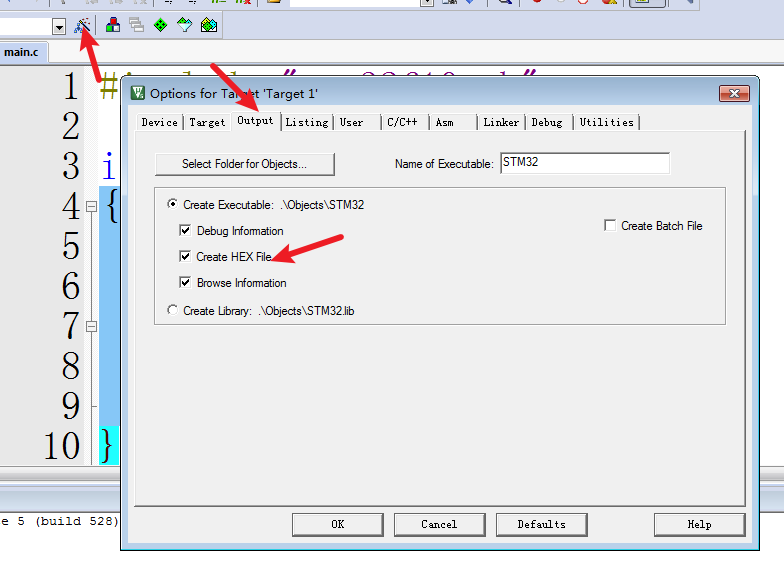 main.c
1 #
Options for Target 'Target 1'
Device Target Output Listing User C/C++ Asm Linker Debug Utilities
2
Select Folder for Objects... Name of Executable: STM32
3 i
4 {
Create Executable: .\Objects\STM32
Debug Information Create Batch File
5
Create HEX File
6
Browse Information
7
Create Library: .\Objects\STM32.lib
8
9
10 }
e 5 (build 528)
OK Cancel Defaults Help